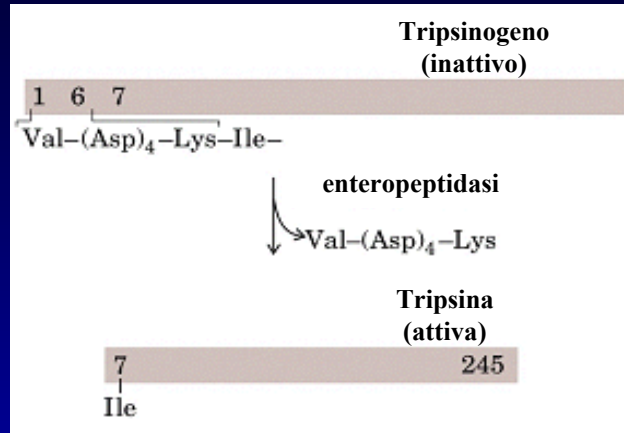 Tripsinogeno
(inattivo)
1 6 7
Val–(Asp)₄–Lys–Ile–
enteropeptidasi
Val–(Asp)₄–Lys
Tripsina
(attiva)
7 245
Ile